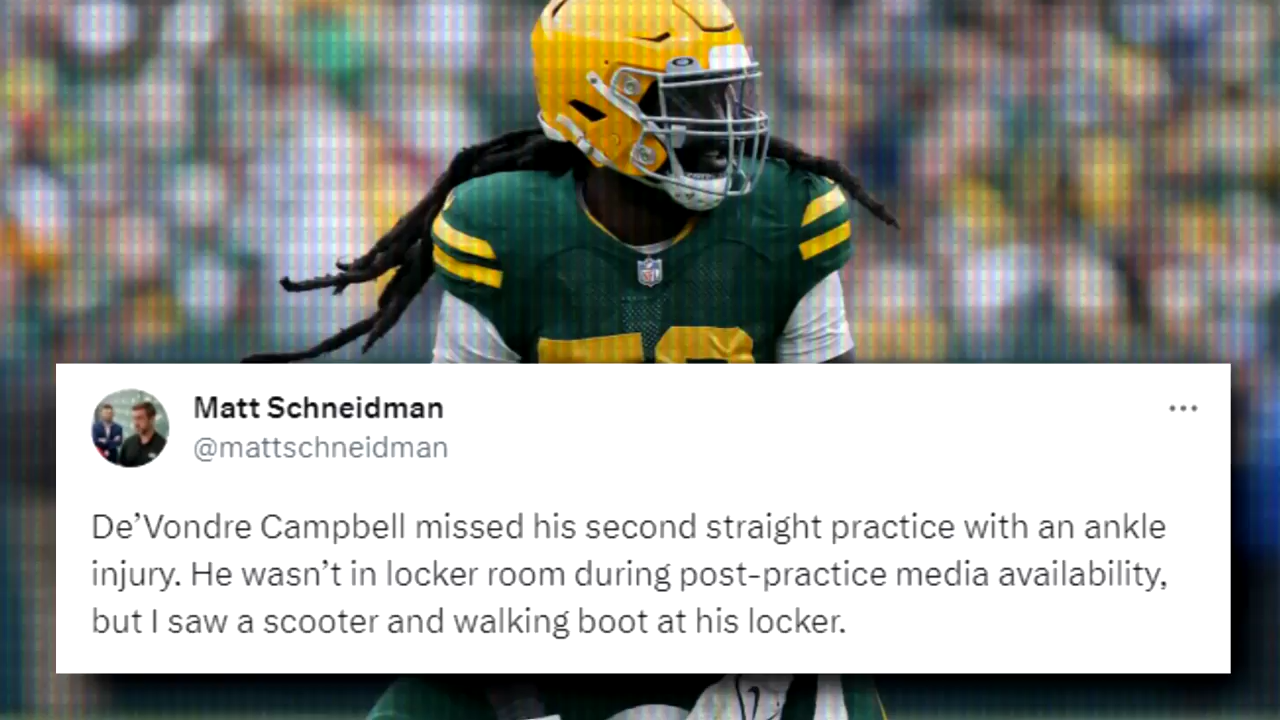 Matt Schneidman
@mattschneidman
De’Vondre Campbell missed his second straight practice with an ankle
injury. He wasn’t in locker room during post-practice media availability,
but I saw a scooter and walking boot at his locker.